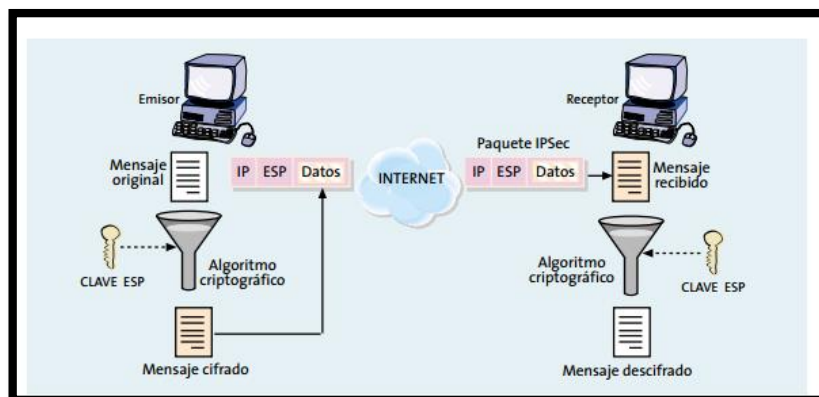 Emisor
Mensaje
original
IP ESP Datos
CLAVE ESP
Algoritmo
criptográfico
Mensaje cifrado
INTERNET
Paquete IPSec
IP ESP Datos
Receptor
Mensaje
recibido
Algoritmo
criptográfico
CLAVE ESP
Mensaje descifrado